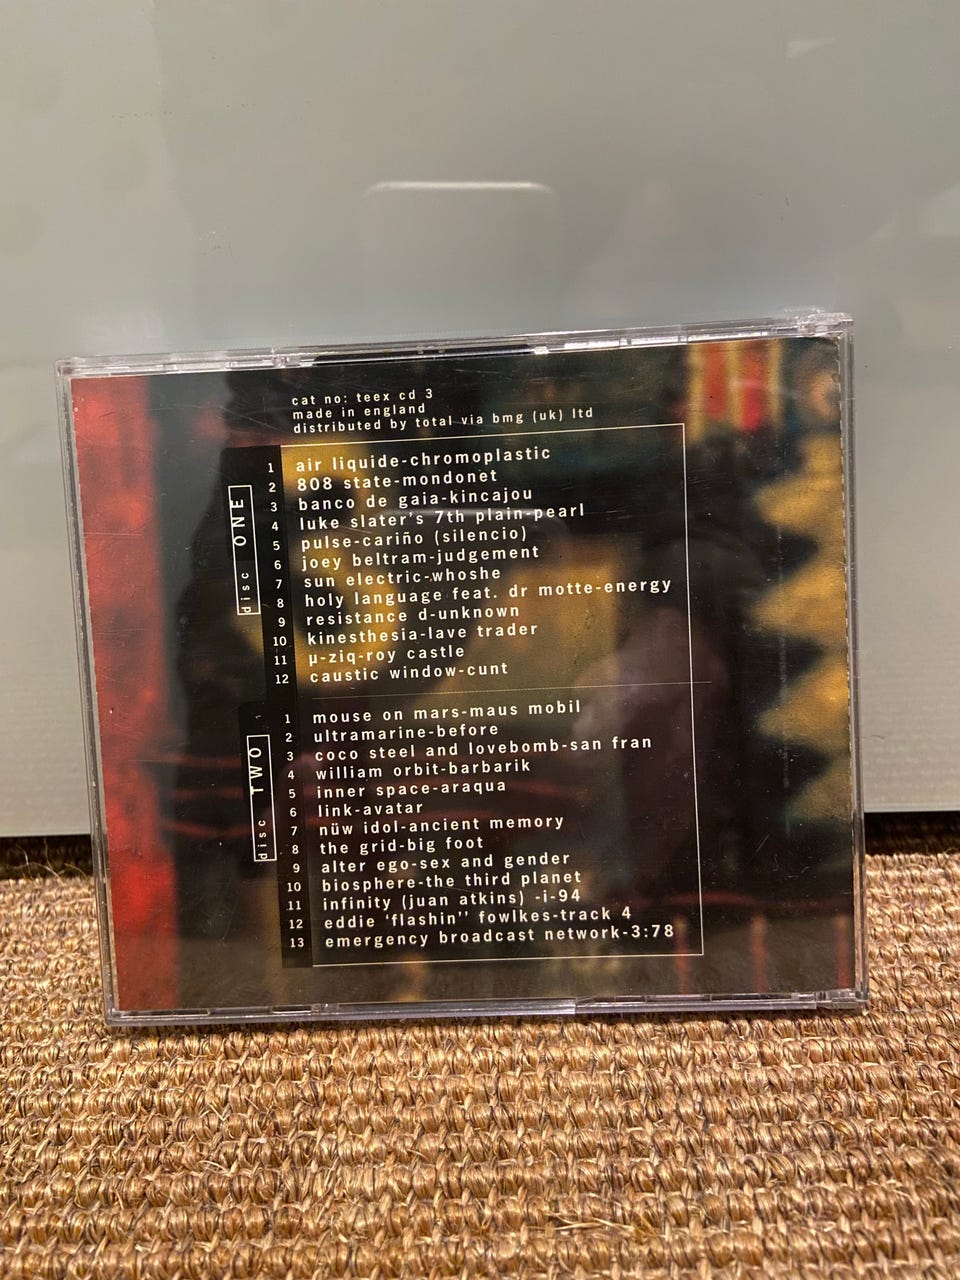 cat no: teex cd 3
made in england
distributed by total via bmg (uk) ltd
disc ONE
1 air liquide-chromoplastic
2 808 state-mondonet
3 banco de gaia-kincajou
4 luke slater's 7th plain-pearl
5 pulse-cariño (silencio)
6 joey beltram-judgement
7 sun electric-whoshe
8 holy language feat. dr motte-energy
9 resistance d-unknown
10 kinesthesia-lave trader
11 µ-ziq-roy castle
12 caustic window-cunt
disc TWO
1 mouse on mars-maus mobil
2 ultramarine-before
3 coco steel and lovebomb-san fran
4 william orbit-barbarik
5 inner space-araqua
6 link-avatar
7 nüw idol-ancient memory
8 the grid-big foot
9 alter ego-sex and gender
10 biosphere-the third planet
11 infinity (juan atkins) -i-94
12 eddie 'flashin'' fowlkes-track 4
13 emergency broadcast network-3:78